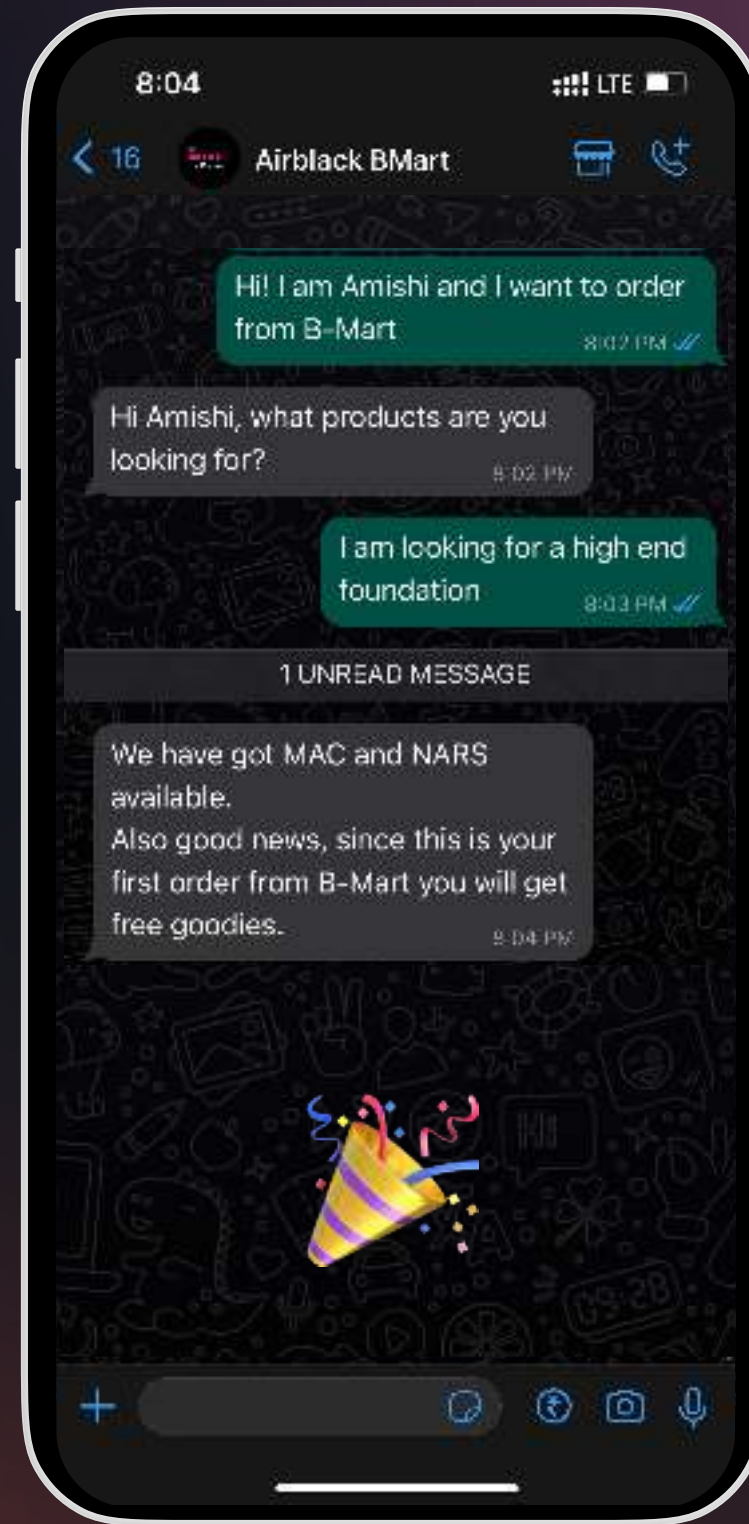 8:04
LTE
16
Airblack BMart
Hi! I am Amishi and I want to order
from B-Mart
8:02 PM
Hi Amishi, what products are you
looking for?
8:02 PM
I am looking for a high end
foundation
8:03 PM
1 UNREAD MESSAGE
We have got MAC and NARS
available.
Also good news, since this is your
first order from B-Mart you will get
free goodies.
8:04 PM
Hi
09:28
₹